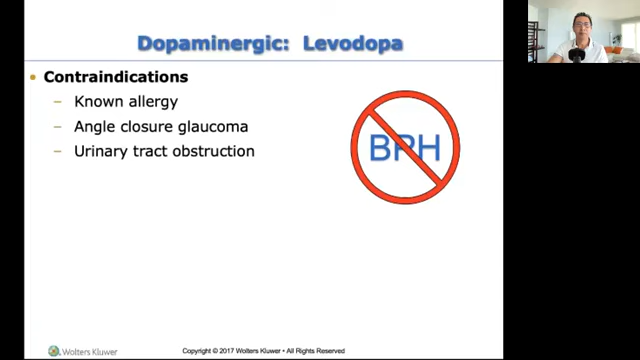 Dopaminergic: Levodopa
• Contraindications
– Known allergy
– Angle closure glaucoma
– Urinary tract obstruction
BPH
Wolters Kluwer
Copyright © 2017 Wolters Kluwer • All Rights Reserved